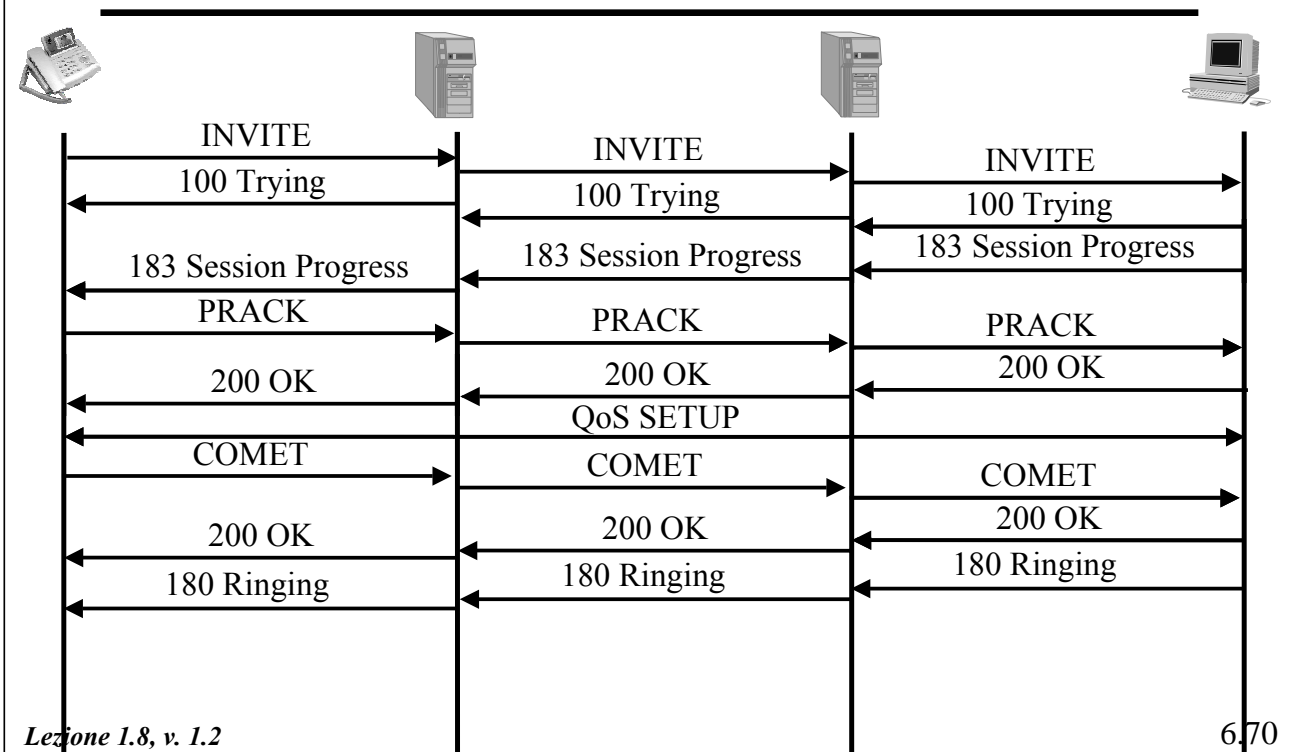 INVITE
INVITE
INVITE
100 Trying
100 Trying
100 Trying
183 Session Progress
183 Session Progress
183 Session Progress
PRACK
PRACK
PRACK
200 OK
200 OK
200 OK
QoS SETUP
COMET
COMET
COMET
200 OK
200 OK
200 OK
180 Ringing
180 Ringing
180 Ringing
Lezione 1.8, v. 1.2
6.70